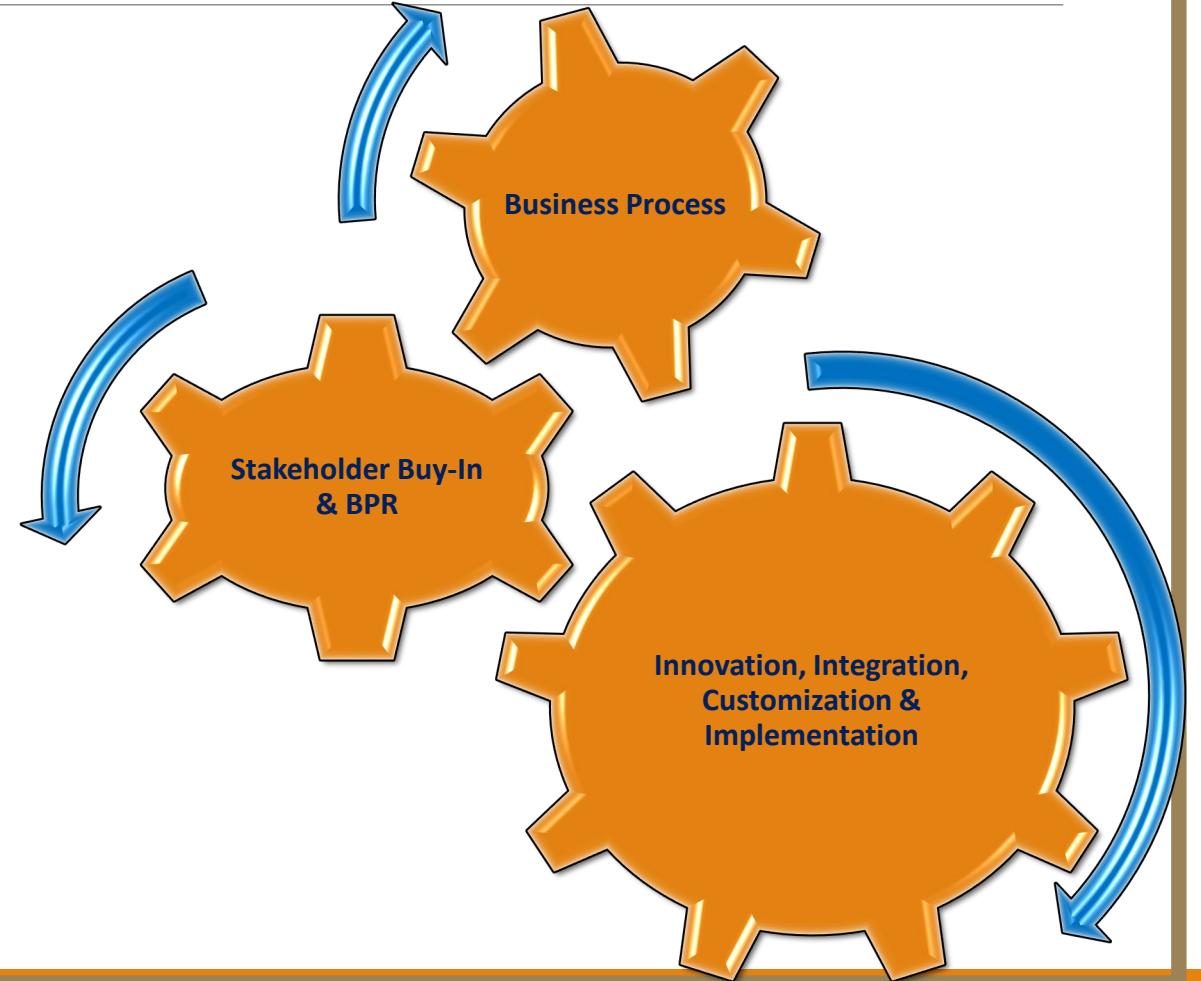 Business Process
Stakeholder Buy-In
& BPR
Innovation, Integration,
Customization &
Implementation